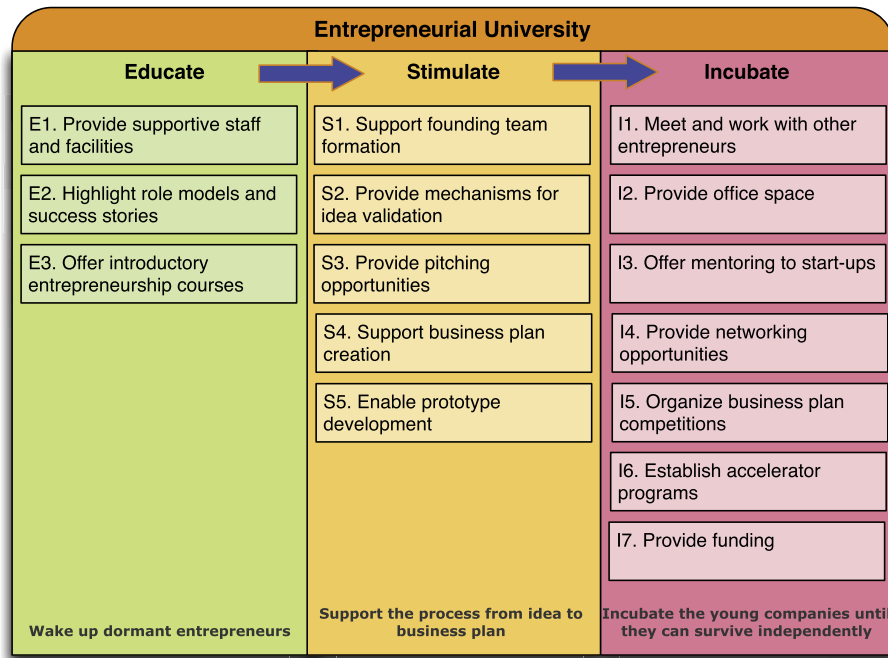 Entrepreneurial University
Educate
Stimulate
Incubate
E1. Provide supportive staff
and facilities
E2. Highlight role models and
success stories
E3. Offer introductory
entrepreneurship courses
Wake up dormant entrepreneurs
S1. Support founding team
formation
S2. Provide mechanisms for
idea validation
S3. Provide pitching
opportunities
S4. Support business plan
creation
S5. Enable prototype
development
Support the process from idea to
business plan
I1. Meet and work with other
entrepreneurs
I2. Provide office space
I3. Offer mentoring to start-ups
I4. Provide networking
opportunities
I5. Organize business plan
competitions
I6. Establish accelerator
programs
I7. Provide funding
Incubate the young companies until
they can survive independently